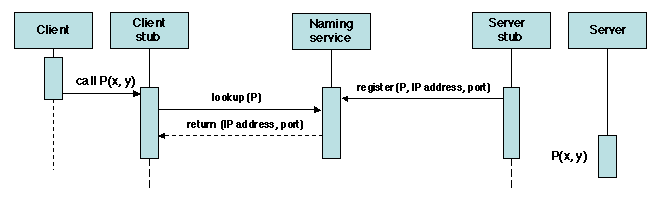 Client
Client
stub
Naming
service
Server
stub
Server
call P(x, y)
lookup (P)
register (P, IP address, port)
return (IP address, port)
P(x, y)